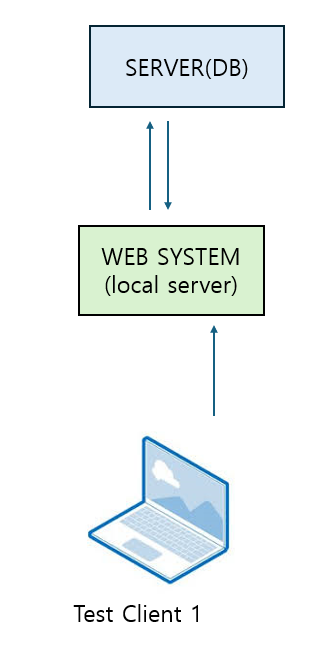 SERVER(DB)
WEB SYSTEM
(local server)
Test Client 1